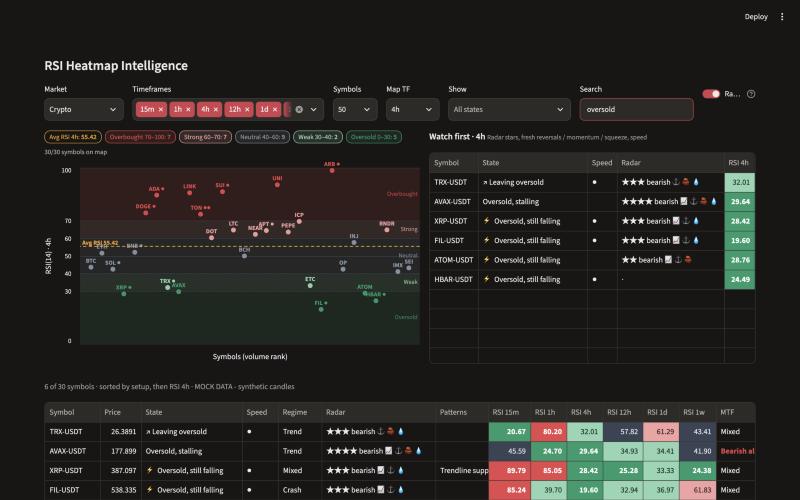 Deploy
RSI Heatmap Intelligence
Market Timeframes Symbols Map TF Show Search
Crypto 15m × 1h × 4h × 12h × 1d × 50 4h All states oversold Ra...
Avg RSI 4h: 55.42 Overbought 70–100: 7 Strong 60–70: 7 Neutral 40–60: 9 Weak 30–40: 2 Oversold 0–30: 5
30/30 symbols on map
Watch first · 4h Radar stars, fresh reversals / momentum / squeeze, speed
100
70
60
40
30
0
RSI(14) · 4h
ARB
UNI
ADA
LINK
SUI
Overbought
DOGE
TON
ICP
LTC
APT
PEPE
RNDR
DOT
NEAR
Strong
Avg RSI 55.42
INJ
BNB
BCH
Neutral
BTC
SOL
OP
IMX
SEI
TRX
AVAX
ETC
Weak
XRP
ATOM
HBAR
FIL
Oversold
Symbols (volume rank)
Symbol State Speed Radar RSI 4h
TRX-USDT Leaving oversold ★★★ bearish 32.01
AVAX-USDT Oversold, stalling ★★★★ bearish 29.64
XRP-USDT Oversold, still falling ★★★ bearish 28.42
FIL-USDT Oversold, still falling ★★★ bearish 19.60
ATOM-USDT Oversold, still falling ★★ bearish 28.76
HBAR-USDT Oversold, still falling · 24.49
6 of 30 symbols · sorted by setup, then RSI 4h · MOCK DATA - synthetic candles
Symbol Price State Speed Regime Radar Patterns RSI 15m RSI 1h RSI 4h RSI 12h RSI 1d RSI 1w MTF
TRX-USDT 26.3891 Leaving oversold Trend ★★★ bearish 20.67 80.20 32.01 57.82 61.29 43.41 Mixed
AVAX-USDT 177.899 Oversold, stalling Trend ★★★★ bearish 45.59 24.70 29.64 34.93 34.41 41.90 Bearish al
XRP-USDT 387.097 Oversold, still falling Mixed ★★★ bearish Trendline supp 89.79 85.05 28.42 25.28 33.33 24.38 Mixed
FIL-USDT 538.335 Oversold, still falling Crash ★★★ bearish 85.24 39.70 19.60 32.94 36.97 61.83 Mixed